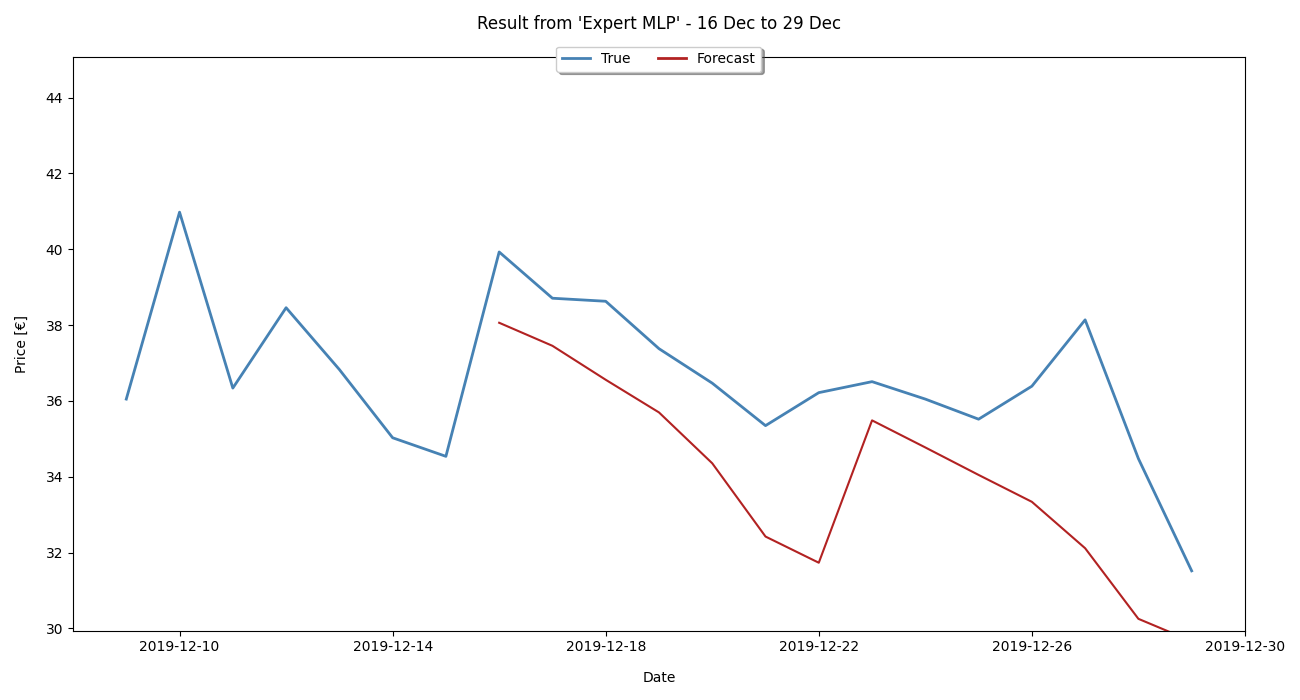 Result from 'Expert MLP' - 16 Dec to 29 Dec
True Forecast
44
42
40
38
36
34
32
30
Price [€]
2019-12-10 2019-12-14 2019-12-18 2019-12-22 2019-12-26 2019-12-30
Date